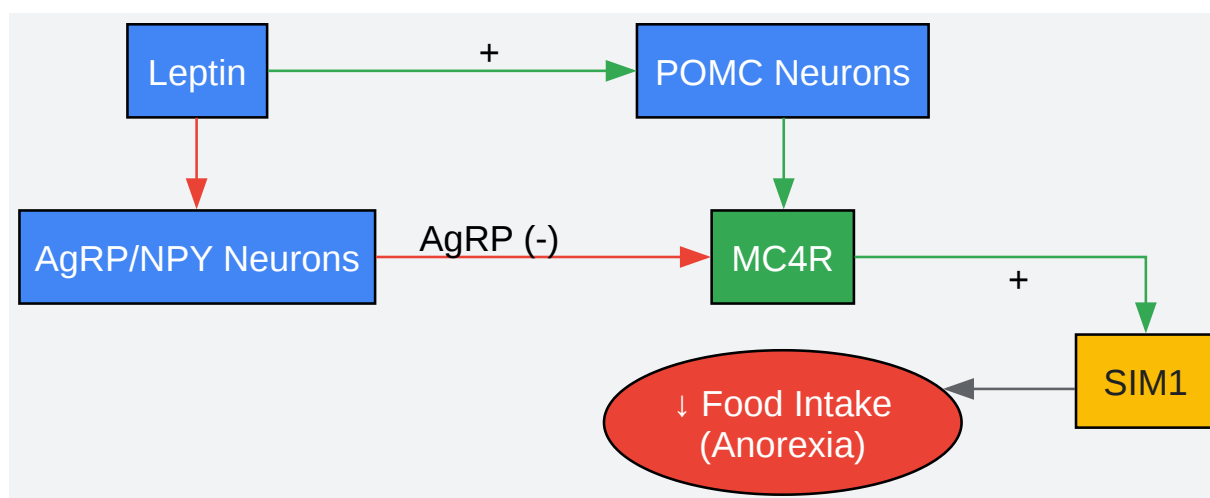 Leptin
+
POMC Neurons
AgRP/NPY Neurons
AgRP (-)
MC4R
+
SIM1
↓ Food Intake
(Anorexia)